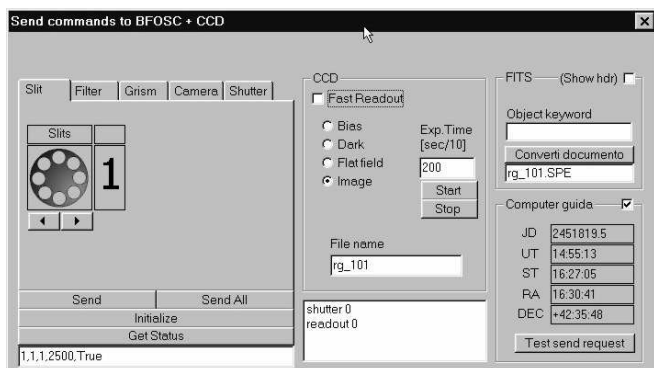 Send commands to BFOSC + CCD
Slit Filter Grism Camera Shutter
Slits
1
Send Send All
Initialize
Get Status
1,1,1,2500,True
CCD
Fast Readout
Bias
Dark
Flat field
Image
Exp.Time
[sec/10]
200
Start
Stop
File name
rg_101
shutter 0
readout 0
FITS (Show hdr)
Object keyword
Converti documento
rg_101.SPE
Computer guida
JD 2451819.5
UT 14:55:13
ST 16:27:05
RA 16:30:41
DEC +42:35:48
Test send request